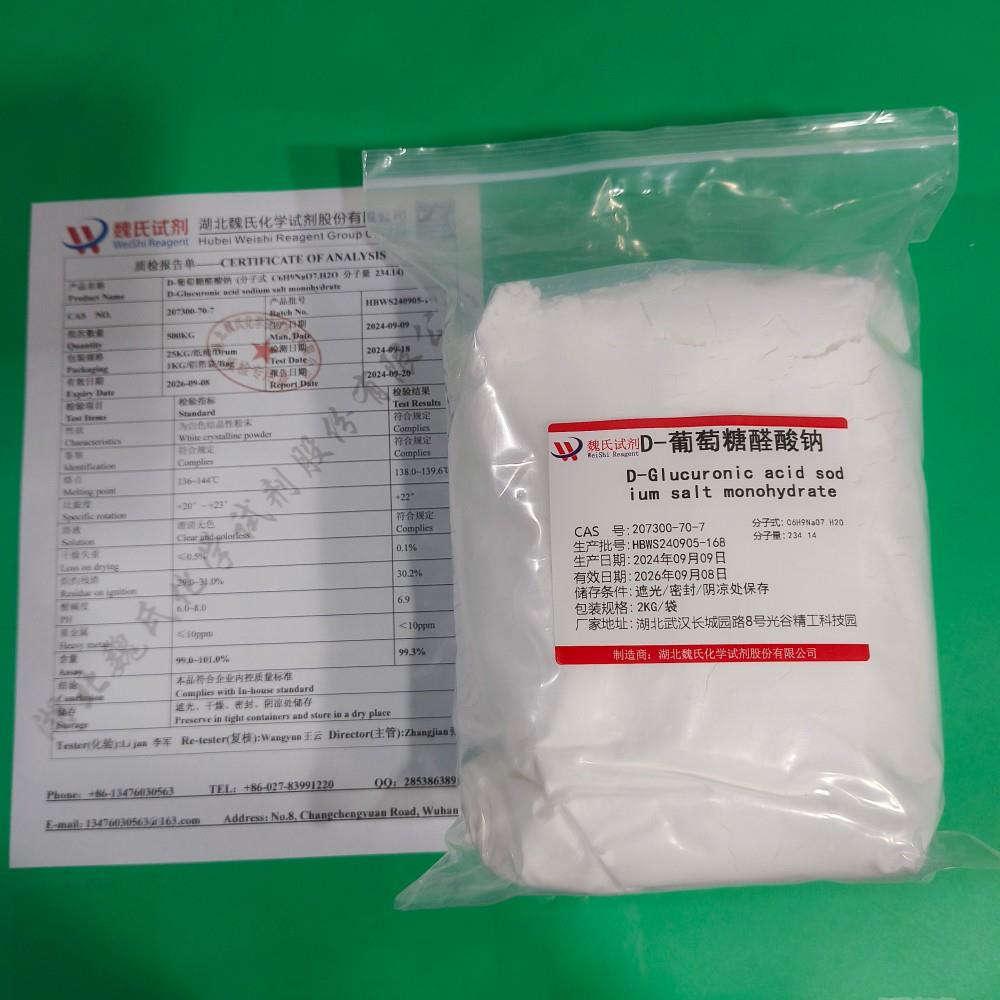 魏氏试剂
WeiShi Reagent
湖北魏氏化学试剂股份有限
Hubei Weishi Reagent Group C
质检报告单——CERTIFICATE OF ANALYSIS
产品名称 D-葡萄糖醛酸钠 (分子式 C6H9NaO7.H2O 分子量 234.14)
Product Name D-Glucuronic acid sodium salt monohydrate
CAS NO. 207300-70-7 产品批号 Batch No. HBWS240905-
批次数量 Quantity 500KG 生产日期 Man. Date 2024-09-09
包装规格 Packaging 25KG/纸桶/Drum 检测日期 Test Date 2024-09-18
1KG/铝箔袋/Bag
有效日期 Expiry Date 2026-09-08 报告日期 Report Date 2024-09-20
检验项目 检验指标 检验结果
Test Items Standard Test Results
性状 为白色结晶性粉末 符合规定
Characteristics White crystalline powder Complies
鉴别 符合规定 符合规定
Identification Complies Complies
熔点 Melting point 136~144℃ 138.0~139.6℃
比旋度 Specific rotation +20°~+23° +22°
溶液 澄清无色 符合规定
Solution Clear and colorless Complies
干燥失重 Loss on drying ≤0.5% 0.1%
炽灼残渣 Residue on ignition 29.0~31.0% 30.2%
酸碱度 PH 6.0~8.0 6.9
重金属 Heavy metals ≤10ppm <10ppm
含量 Assay 99.0~101.0% 99.3%
结论 本品符合企业内控质量标准
Conclusion Complies with In-house standard
储存 遮光、干燥、密封、阴凉处储存
Storage Preserve in tight containers and store in a dry place
Tester(化验):Li jun 李军 Re-tester(复核):Wangyun 王云 Director(主管):Zhangjian
Phone: +86-13476030563 TEL: +86-027-83991220 QQ: 285386389
E-mail: 13476030563@163.com Address: No.8, Changchengyuan Road, Wuhan
湖北魏氏化学试剂股份有限
魏氏试剂
WeiShi Reagent
D-葡萄糖醛酸钠
D-Glucuronic acid sod
ium salt monohydrate
CAS 号:207300-70-7 分子式: C6H9NaO7.H2O
生产批号:HBWS240905-168 分子量:234.14
生产日期:2024年09月09日
有效日期:2026年09月08日
储存条件:遮光/密封/阴凉处保存
包装规格:2KG/袋
厂家地址:湖北武汉长城园路8号光谷精工科技园
制造商: 湖北魏氏化学试剂股份有限公司